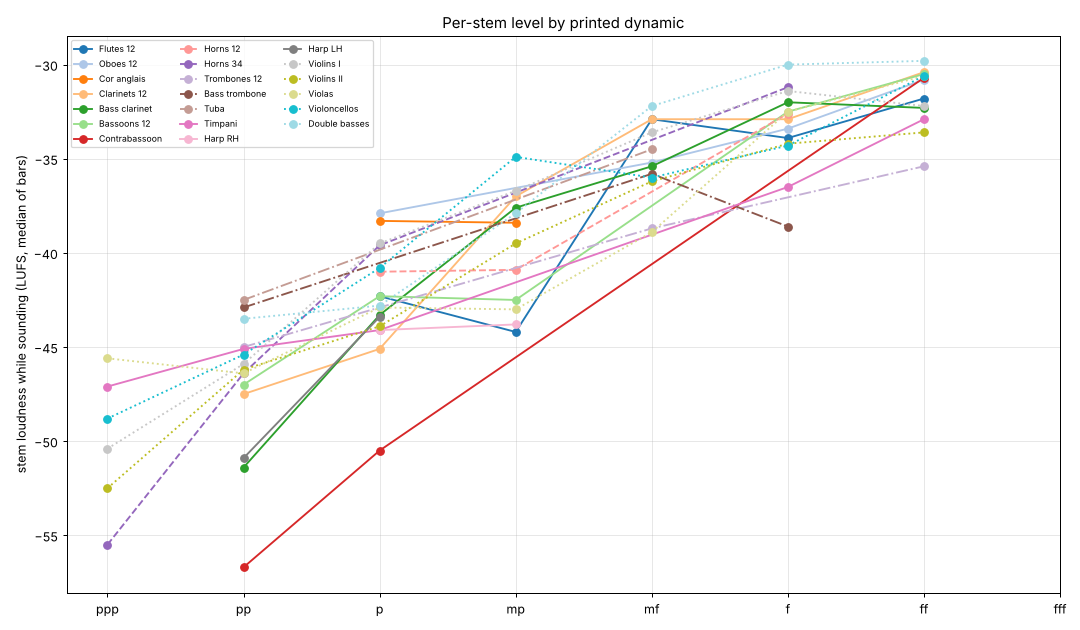 Per-stem level by printed dynamic
Flutes 12
Oboes 12
Cor anglais
Clarinets 12
Bass clarinet
Bassoons 12
Contrabassoon
Horns 12
Horns 34
Trombones 12
Bass trombone
Tuba
Timpani
Harp RH
Harp LH
Violins I
Violins II
Violas
Violoncellos
Double basses
stem loudness while sounding (LUFS, median of bars)
−30
−35
−40
−45
−50
−55
ppp
pp
p
mp
mf
f
ff
fff